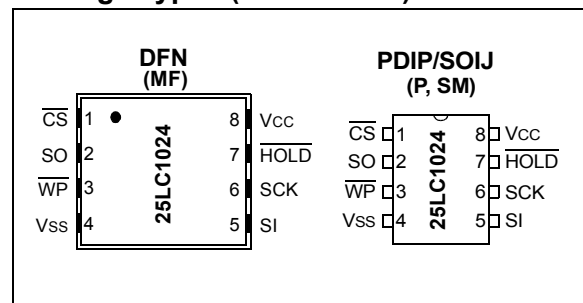 DFN
(MF)
CS 1 8 VCC
SO 2 7 HOLD
WP 3 6 SCK
VSS 4 5 SI
25LC1024
PDIP/SOIJ
(P, SM)
CS 1 8 VCC
SO 2 7 HOLD
WP 3 6 SCK
VSS 4 5 SI
25LC1024